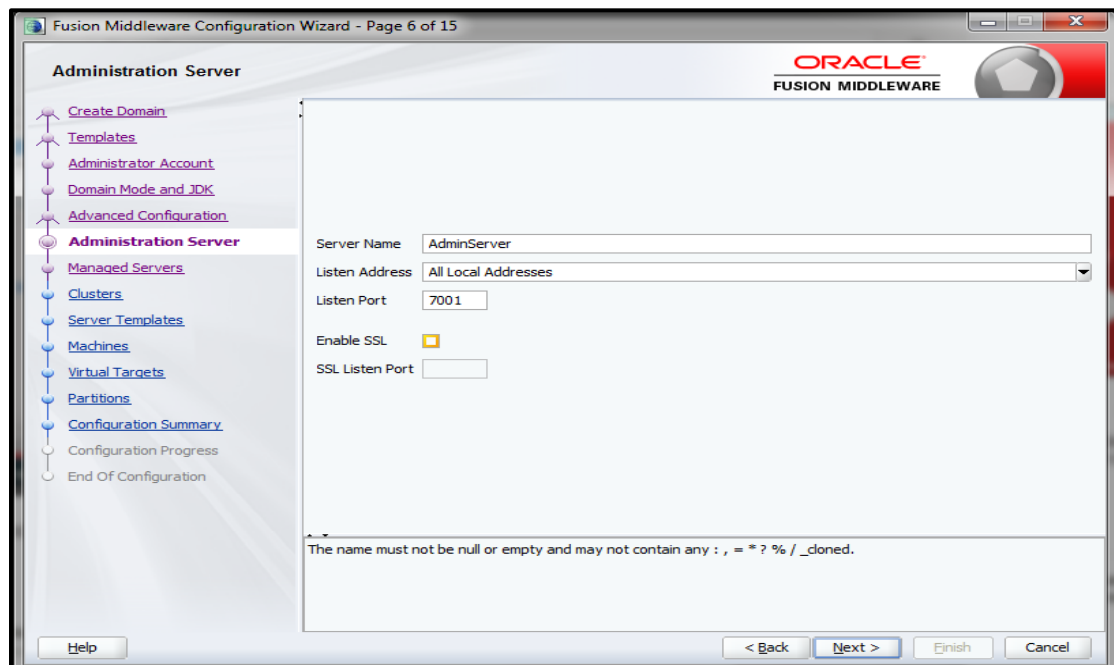 Fusion Middleware Configuration Wizard - Page 6 of 15
Administration Server
ORACLE
FUSION MIDDLEWARE
Create Domain
Templates
Administrator Account
Domain Mode and JDK
Advanced Configuration
Administration Server
Managed Servers
Clusters
Server Templates
Machines
Virtual Targets
Partitions
Configuration Summary
Configuration Progress
End Of Configuration
Server Name AdminServer
Listen Address All Local Addresses
Listen Port 7001
Enable SSL
SSL Listen Port
The name must not be null or empty and may not contain any : , = * ? % / _cloned.
Help < Back Next > Finish Cancel